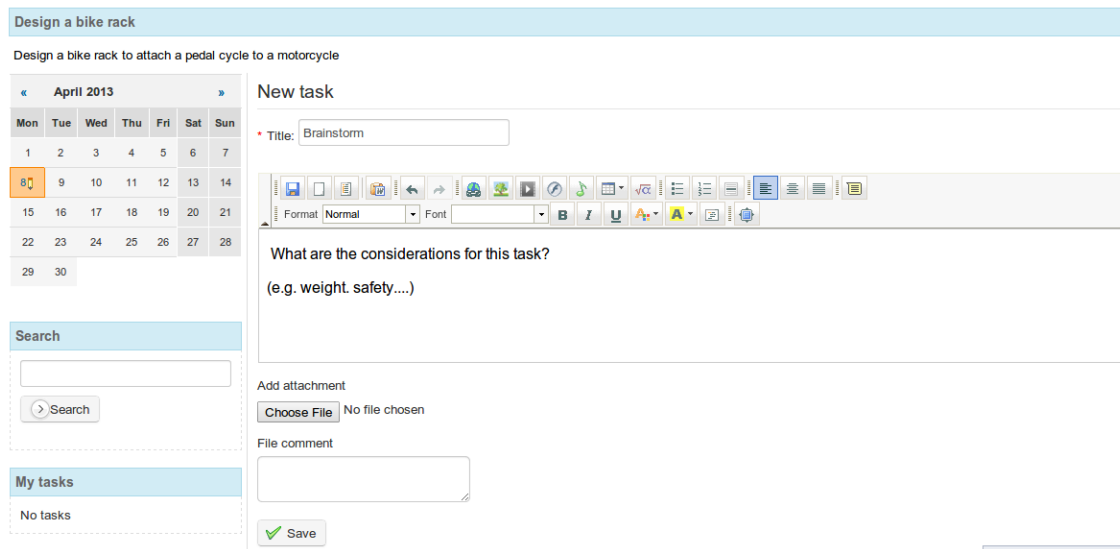 Design a bike rack
Design a bike rack to attach a pedal cycle to a motorcycle
« April 2013 »
Mon Tue Wed Thu Fri Sat Sun
1 2 3 4 5 6 7
8 9 10 11 12 13 14
15 16 17 18 19 20 21
22 23 24 25 26 27 28
29 30
Search
Search
My tasks
No tasks
New task
* Title: Brainstorm
Format Normal Font B I U A A
What are the considerations for this task?
(e.g. weight. safety....)
Add attachment
Choose File No file chosen
File comment
Save